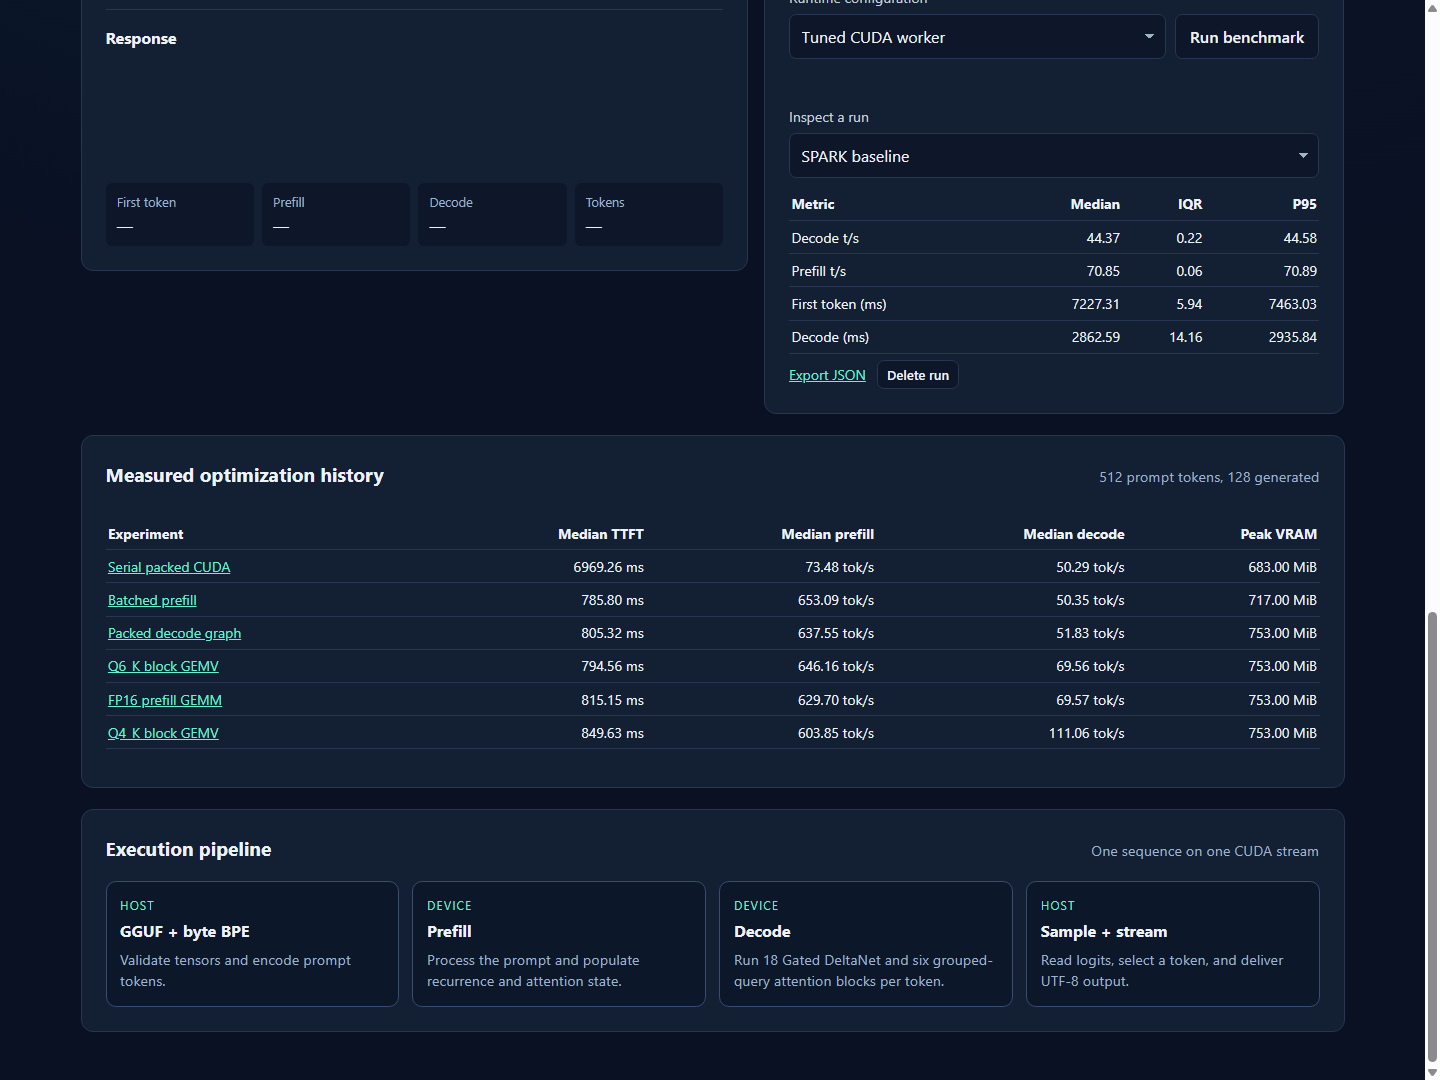 Response
First token
—
Prefill
—
Decode
—
Tokens
—
Tuned CUDA worker
Run benchmark
Inspect a run
SPARK baseline
Metric Median IQR P95
Decode t/s 44.37 0.22 44.58
Prefill t/s 70.85 0.06 70.89
First token (ms) 7227.31 5.94 7463.03
Decode (ms) 2862.59 14.16 2935.84
Export JSON Delete run
Measured optimization history
512 prompt tokens, 128 generated
Experiment Median TTFT Median prefill Median decode Peak VRAM
Serial packed CUDA 6969.26 ms 73.48 tok/s 50.29 tok/s 683.00 MiB
Batched prefill 785.80 ms 653.09 tok/s 50.35 tok/s 717.00 MiB
Packed decode graph 805.32 ms 637.55 tok/s 51.83 tok/s 753.00 MiB
Q6_K block GEMV 794.56 ms 646.16 tok/s 69.56 tok/s 753.00 MiB
FP16 prefill GEMM 815.15 ms 629.70 tok/s 69.57 tok/s 753.00 MiB
Q4_K block GEMV 849.63 ms 603.85 tok/s 111.06 tok/s 753.00 MiB
Execution pipeline
One sequence on one CUDA stream
HOST
GGUF + byte BPE
Validate tensors and encode prompt
tokens.
DEVICE
Prefill
Process the prompt and populate
recurrence and attention state.
DEVICE
Decode
Run 18 Gated DeltaNet and six grouped-
query attention blocks per token.
HOST
Sample + stream
Read logits, select a token, and deliver
UTF-8 output.